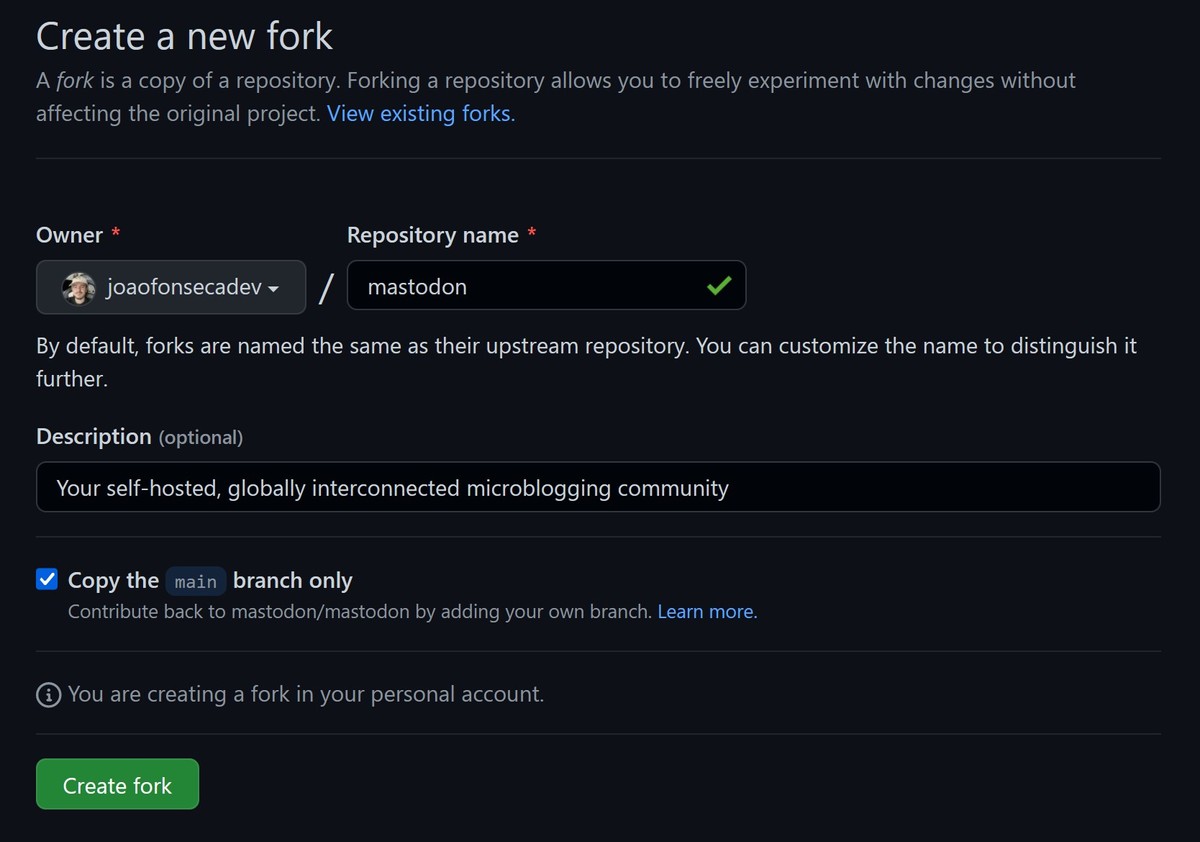 Create a new fork
A fork is a copy of a repository. Forking a repository allows you to freely experiment with changes without
affecting the original project. View existing forks.
Owner * Repository name *
joaofonsecadev / mastodon
By default, forks are named the same as their upstream repository. You can customize the name to distinguish it
further.
Description (optional)
Your self-hosted, globally interconnected microblogging community
Copy the main branch only
Contribute back to mastodon/mastodon by adding your own branch. Learn more.
You are creating a fork in your personal account.
Create fork